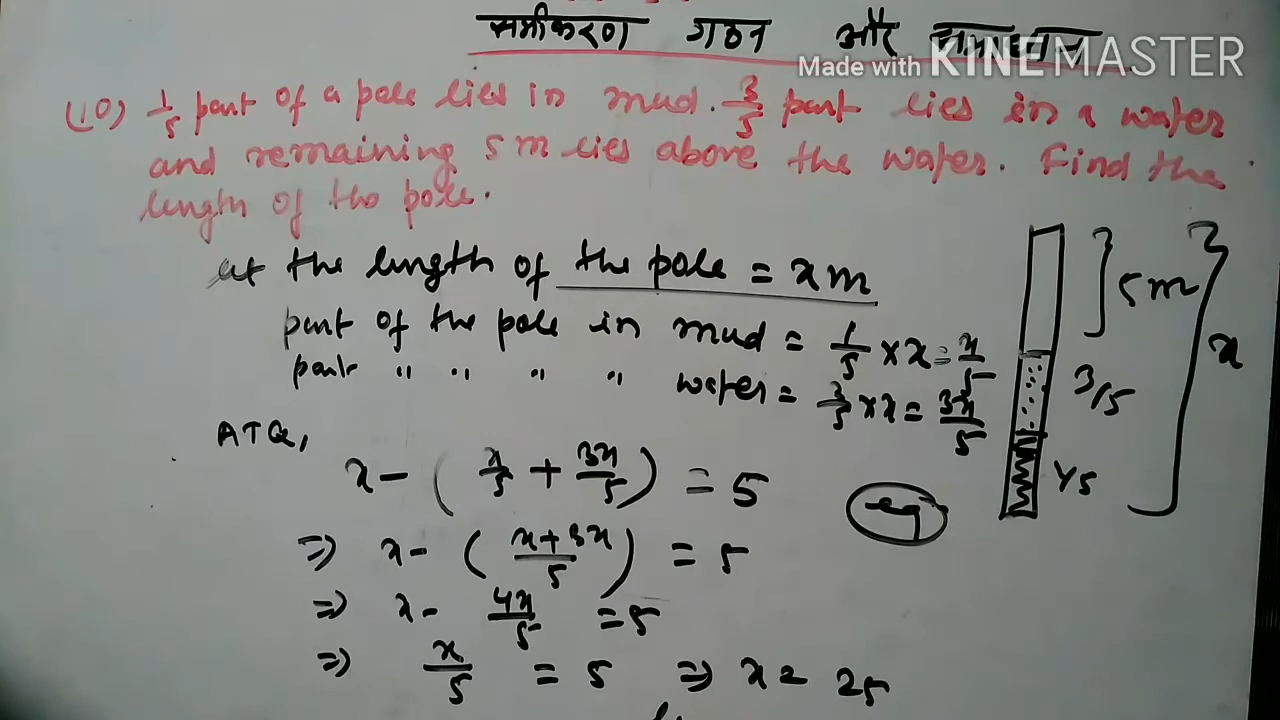 समीकरण गठन और समाधान
Made with KINEMASTER
(10) 1/5 part of a pole lies in mud. 3/5 part lies in a water
and remaining 5 m lies above the water. Find the
length of the pole.
the length of the pole = x m
part of the pole in mud = 1/5 × x = x/5
part " " " " water = 3/5 × x = 3x/5
ATQ,
x - ( x/5 + 3x/5 ) = 5
⇒ x - ( x + 3x / 5 ) = 5
⇒ x - 4x/5 = 5
⇒ x/5 = 5 ⇒ x = 25
eqⁿ
5 m
3/5
1/5
x